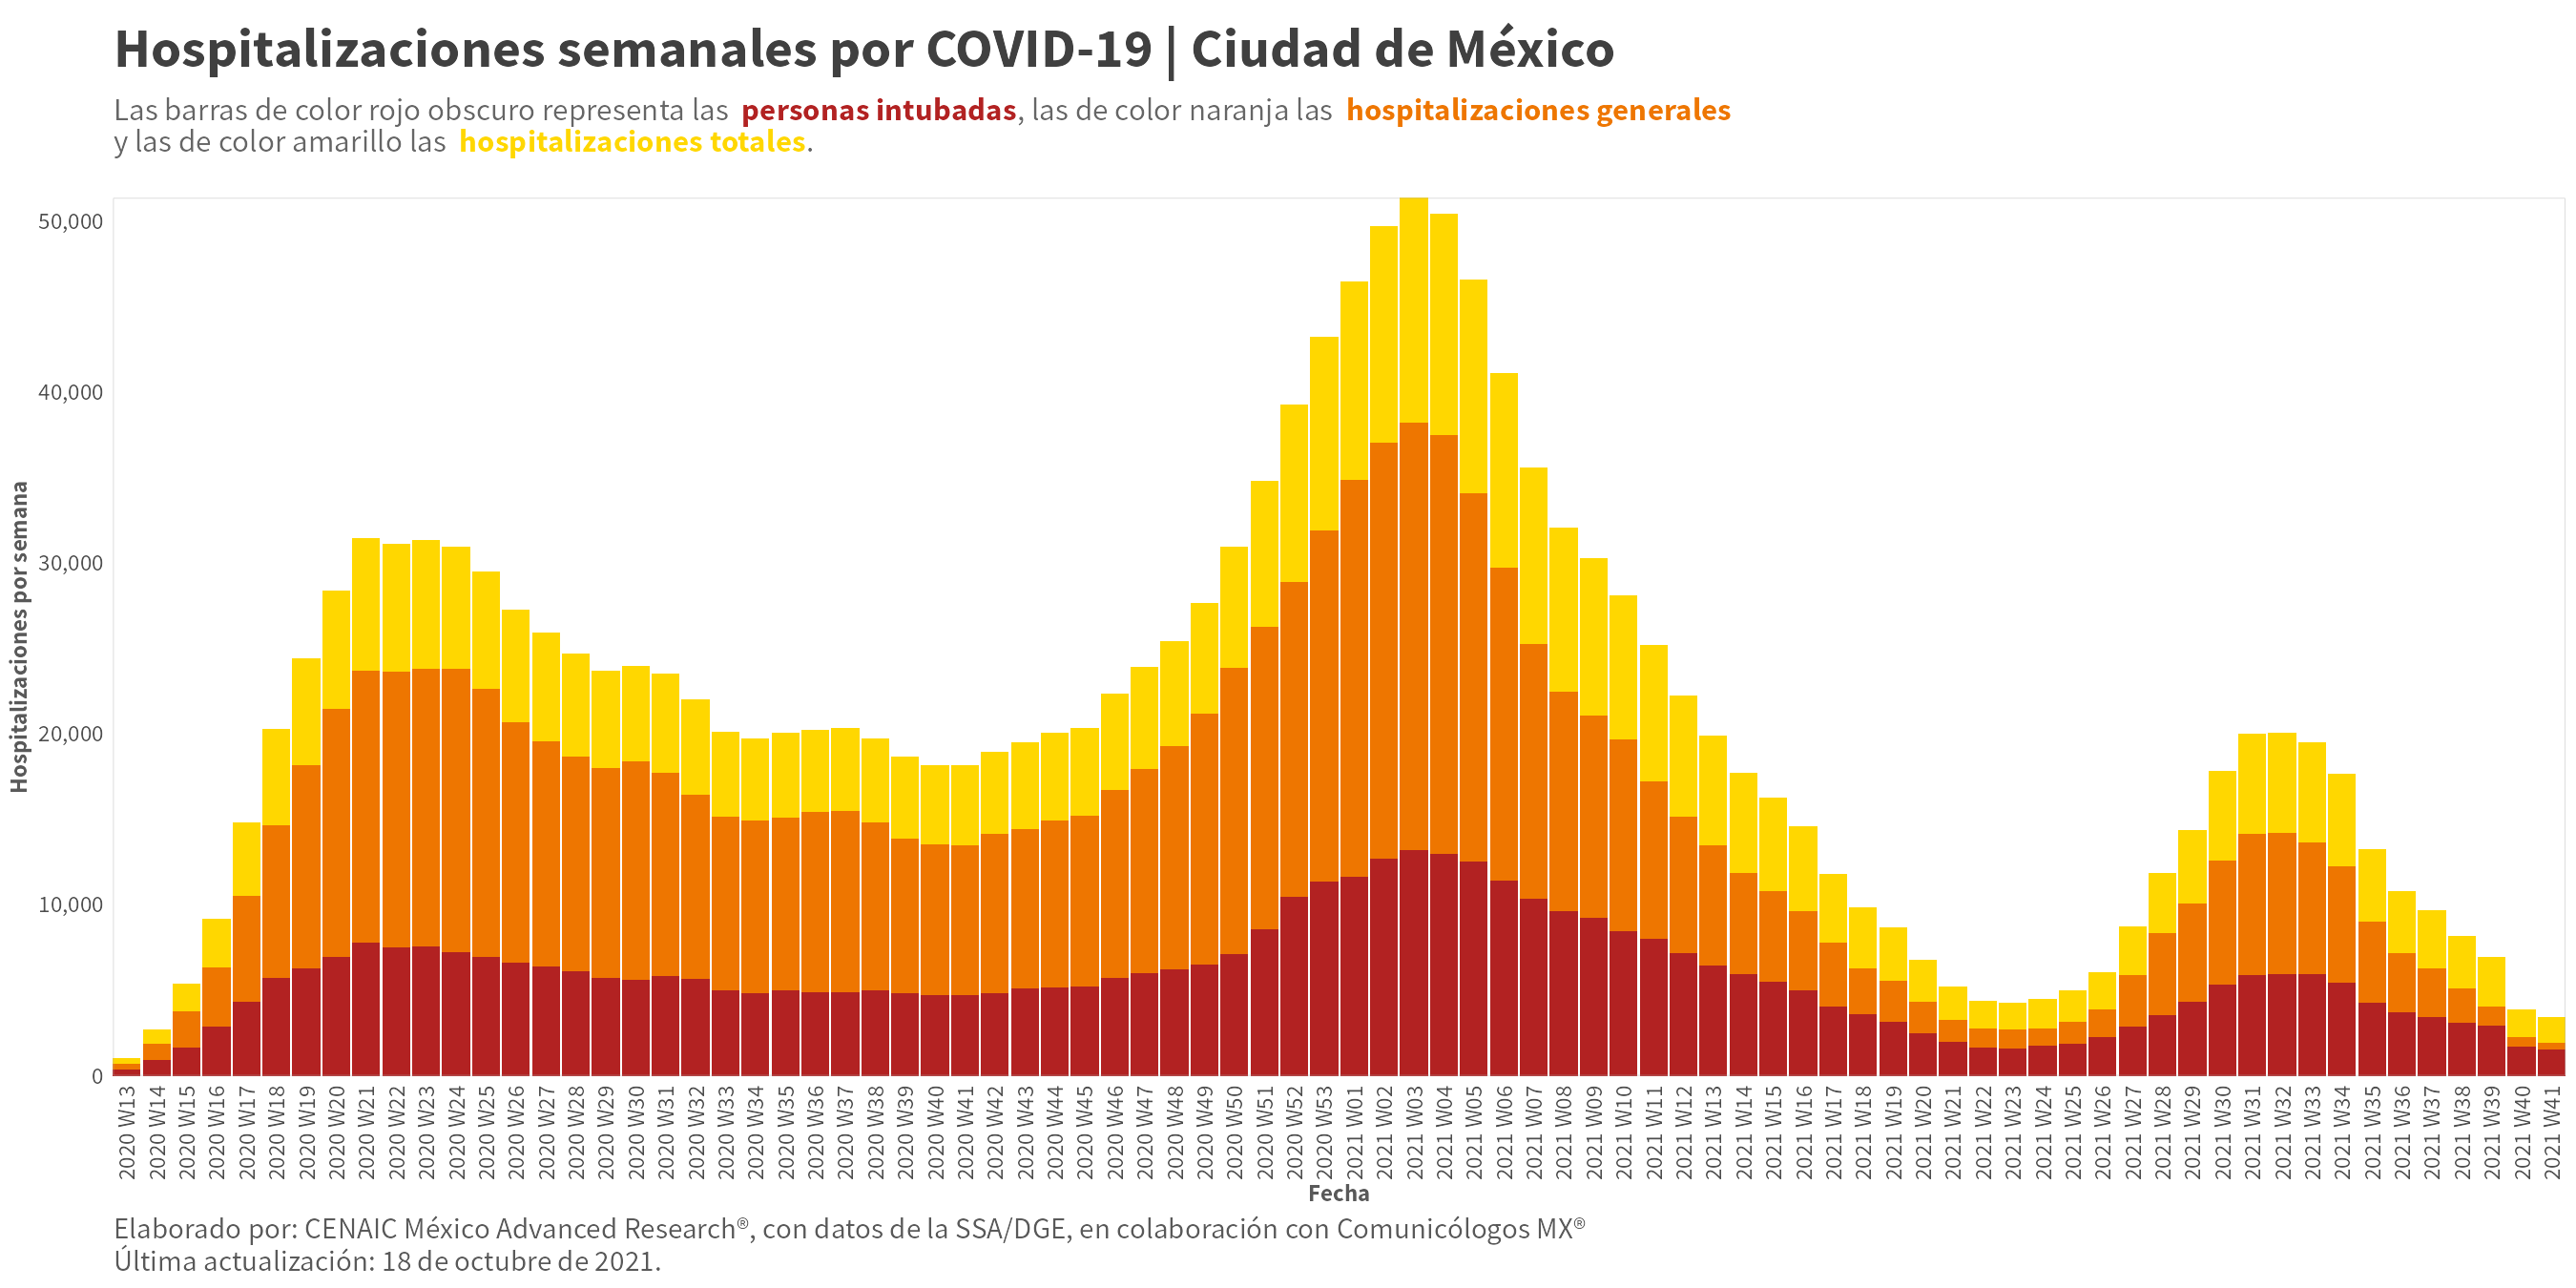 Hospitalizaciones semanales por COVID-19 | Ciudad de México
Las barras de color rojo obscuro representa las personas intubadas, las de color naranja las hospitalizaciones generales
y las de color amarillo las hospitalizaciones totales.
Hospitalizaciones por semana
50,000
40,000
30,000
20,000
10,000
0
2020 W13
2020 W14
2020 W15
2020 W16
2020 W17
2020 W18
2020 W19
2020 W20
2020 W21
2020 W22
2020 W23
2020 W24
2020 W25
2020 W26
2020 W27
2020 W28
2020 W29
2020 W30
2020 W31
2020 W32
2020 W33
2020 W34
2020 W35
2020 W36
2020 W37
2020 W38
2020 W39
2020 W40
2020 W41
2020 W42
2020 W43
2020 W44
2020 W45
2020 W46
2020 W47
2020 W48
2020 W49
2020 W50
2020 W51
2020 W52
2020 W53
2021 W01
2021 W02
2021 W03
2021 W04
2021 W05
2021 W06
2021 W07
2021 W08
2021 W09
2021 W10
2021 W11
2021 W12
2021 W13
2021 W14
2021 W15
2021 W16
2021 W17
2021 W18
2021 W19
2021 W20
2021 W21
2021 W22
2021 W23
2021 W24
2021 W25
2021 W26
2021 W27
2021 W28
2021 W29
2021 W30
2021 W31
2021 W32
2021 W33
2021 W34
2021 W35
2021 W36
2021 W37
2021 W38
2021 W39
2021 W40
2021 W41
Fecha
Elaborado por: CENAIC México Advanced Research®, con datos de la SSA/DGE, en colaboración con Comunicólogos MX®
Última actualización: 18 de octubre de 2021.